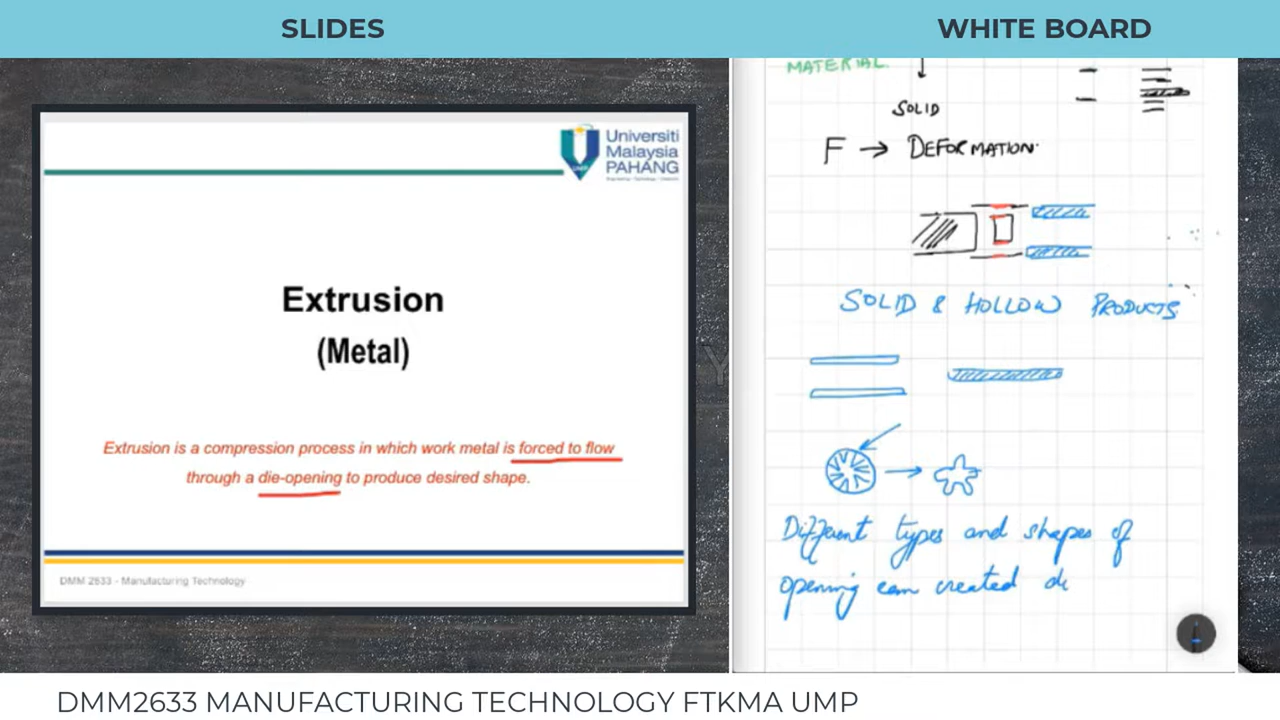 SLIDES
WHITE BOARD
Universiti
Malaysia
PAHANG
Extrusion
(Metal)
Extrusion is a compression process in which work metal is forced to flow
through a die-opening to produce desired shape.
DMM 2633 - Manufacturing Technology
MATERIAL
SOLID
F → DEFORMATION
SOLID & HOLLOW PRODUCTS
Different types and shapes of
opening can created de
DMM2633 MANUFACTURING TECHNOLOGY FTKMA UMP